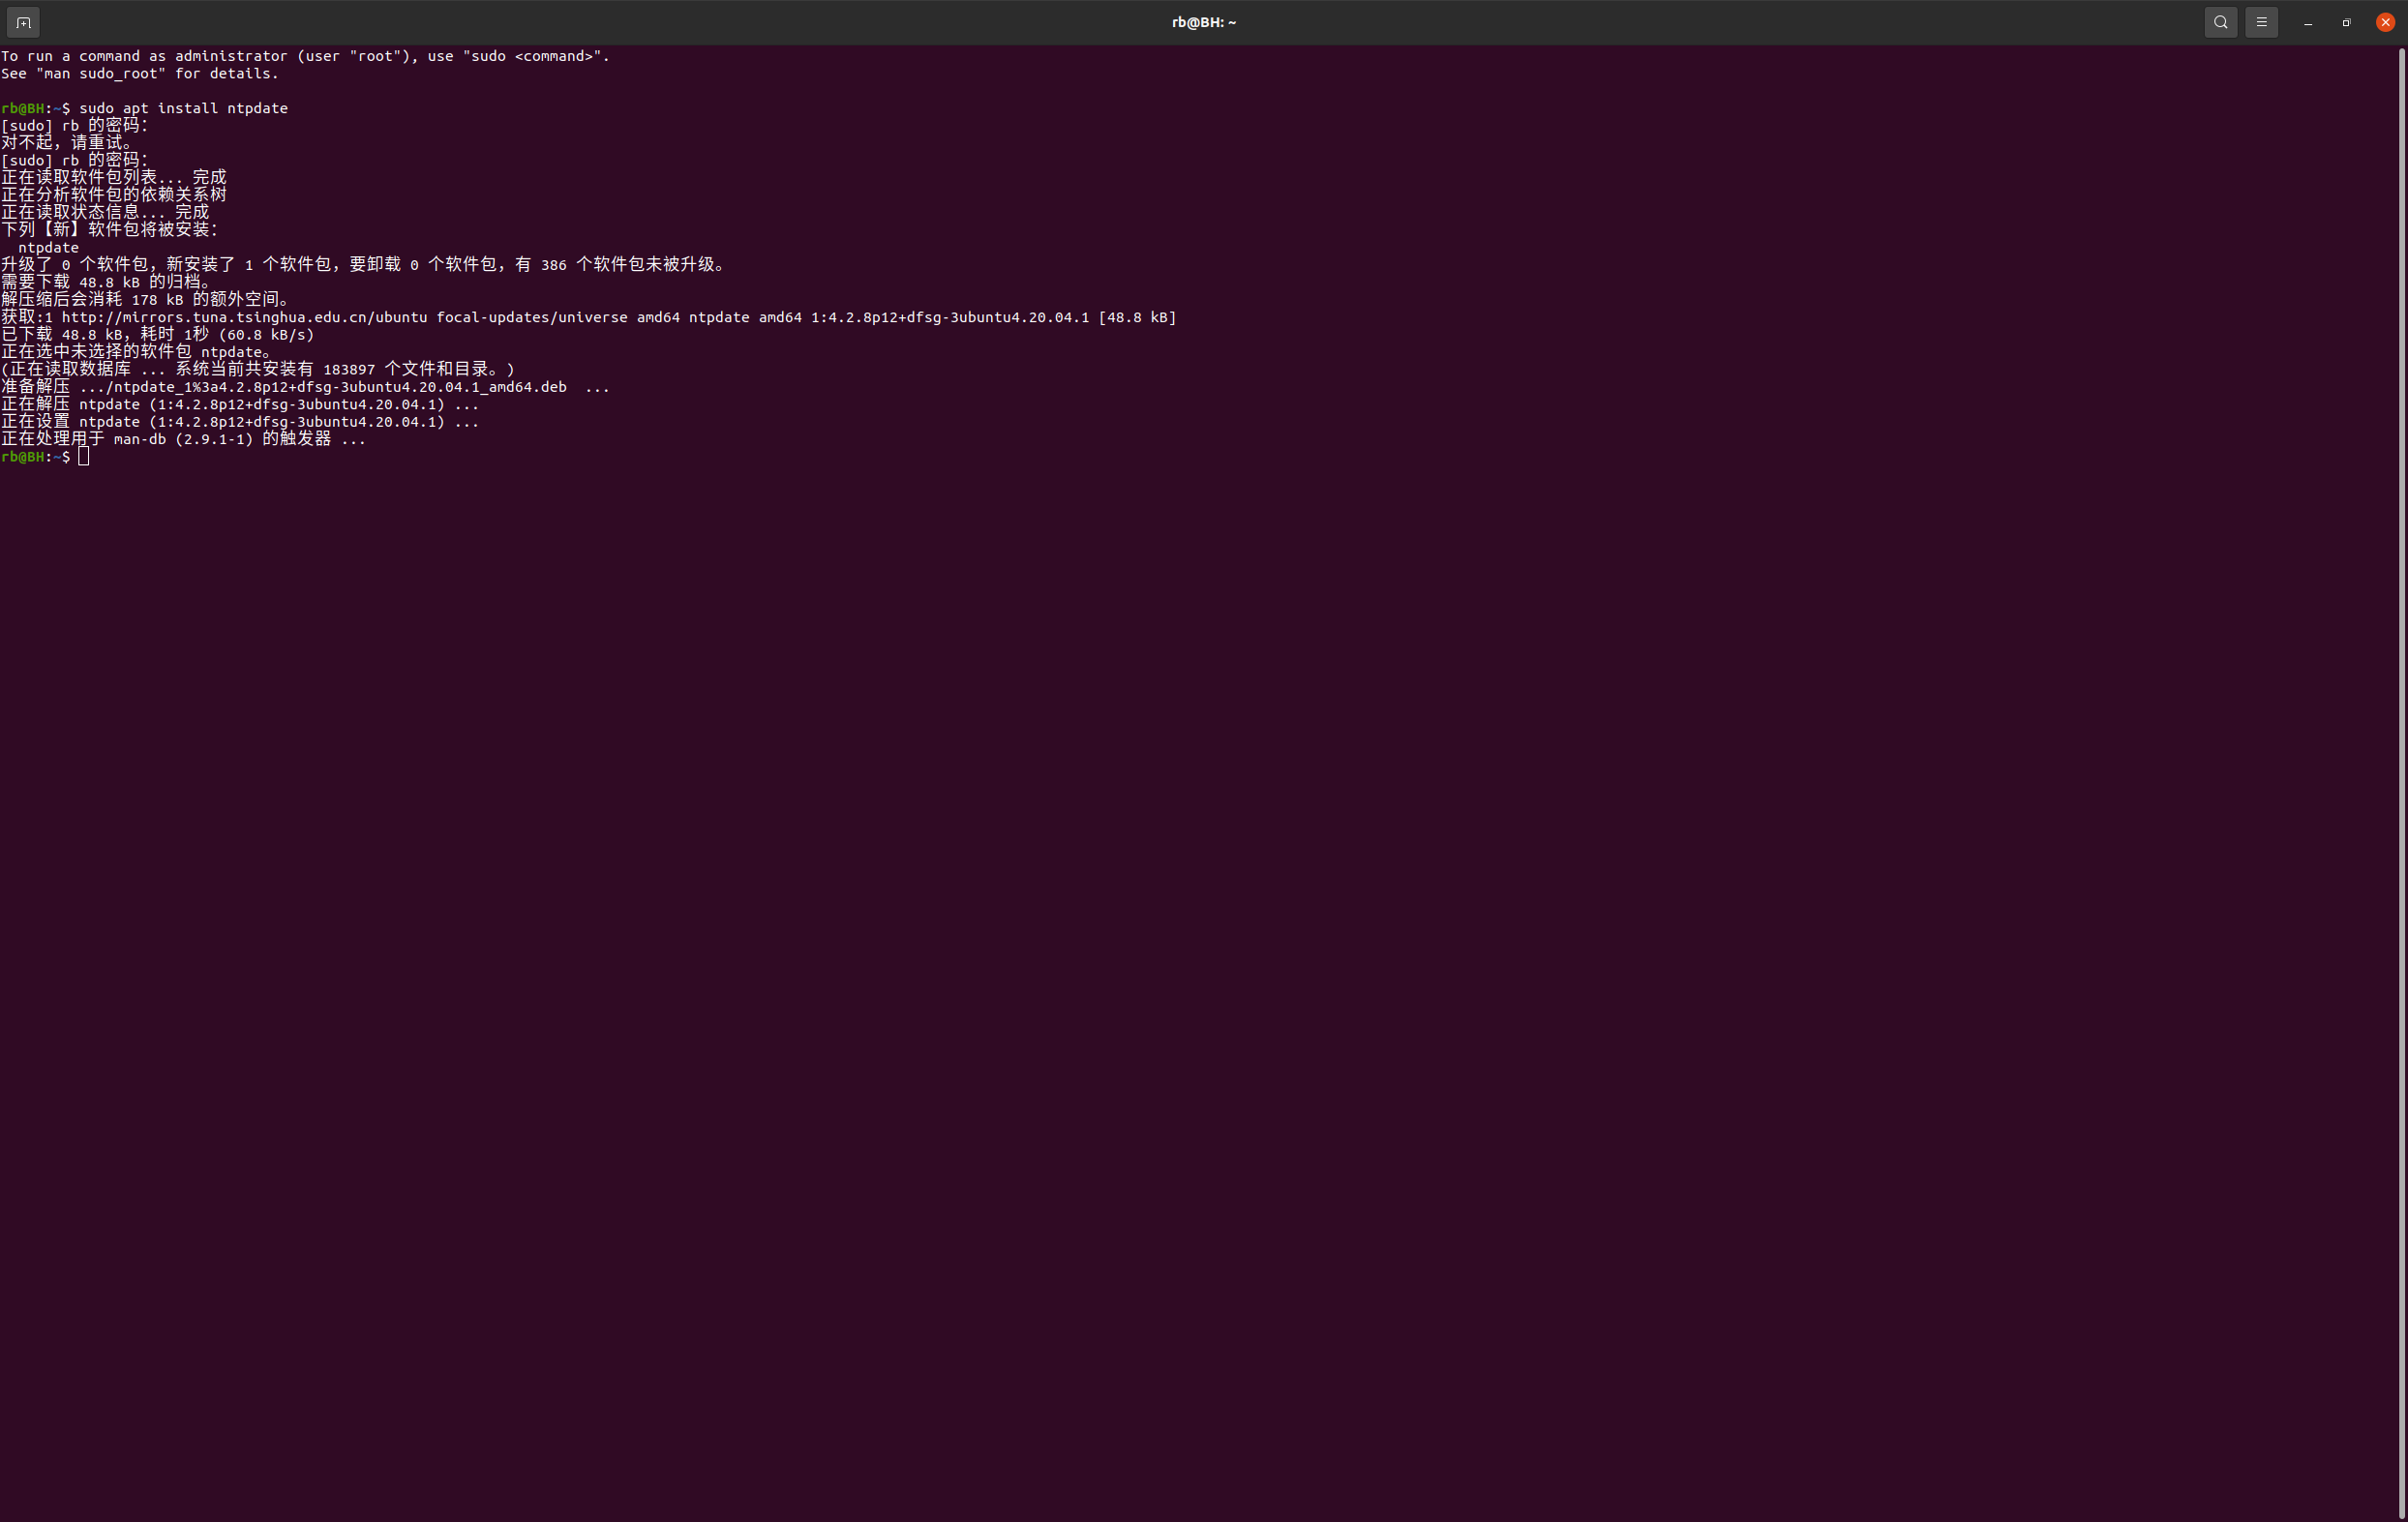 rb@BH: ~
To run a command as administrator (user "root"), use "sudo <command>".
See "man sudo_root" for details.
rb@BH:~$ sudo apt install ntpdate
[sudo] rb 的密码：
对不起，请重试。
[sudo] rb 的密码：
正在读取软件包列表... 完成
正在分析软件包的依赖关系树
正在读取状态信息... 完成
下列【新】软件包将被安装：
  ntpdate
升级了 0 个软件包，新安装了 1 个软件包，要卸载 0 个软件包，有 386 个软件包未被升级。
需要下载 48.8 kB 的归档。
解压缩后会消耗 178 kB 的额外空间。
获取:1 http://mirrors.tuna.tsinghua.edu.cn/ubuntu focal-updates/universe amd64 ntpdate amd64 1:4.2.8p12+dfsg-3ubuntu4.20.04.1 [48.8 kB]
已下载 48.8 kB，耗时 1秒 (60.8 kB/s)
正在选中未选择的软件包 ntpdate。
(正在读取数据库 ... 系统当前共安装有 183897 个文件和目录。)
准备解压 .../ntpdate_1%3a4.2.8p12+dfsg-3ubuntu4.20.04.1_amd64.deb  ...
正在解压 ntpdate (1:4.2.8p12+dfsg-3ubuntu4.20.04.1) ...
正在设置 ntpdate (1:4.2.8p12+dfsg-3ubuntu4.20.04.1) ...
正在处理用于 man-db (2.9.1-1) 的触发器 ...
rb@BH:~$